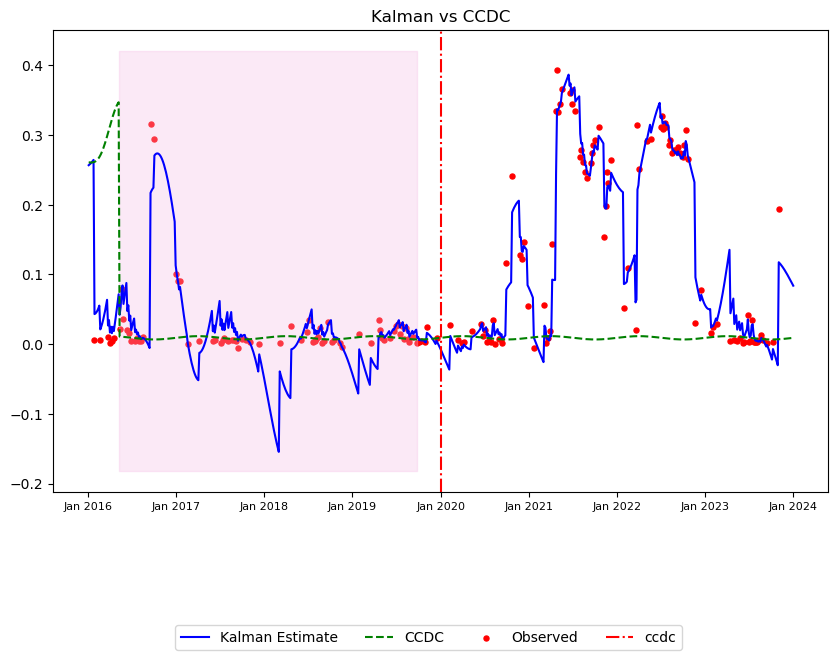 Kalman vs CCDC
0.4
0.3
0.2
0.1
0.0
−0.1
−0.2
Jan 2016 Jan 2017 Jan 2018 Jan 2019 Jan 2020 Jan 2021 Jan 2022 Jan 2023 Jan 2024
Kalman Estimate CCDC Observed ccdc